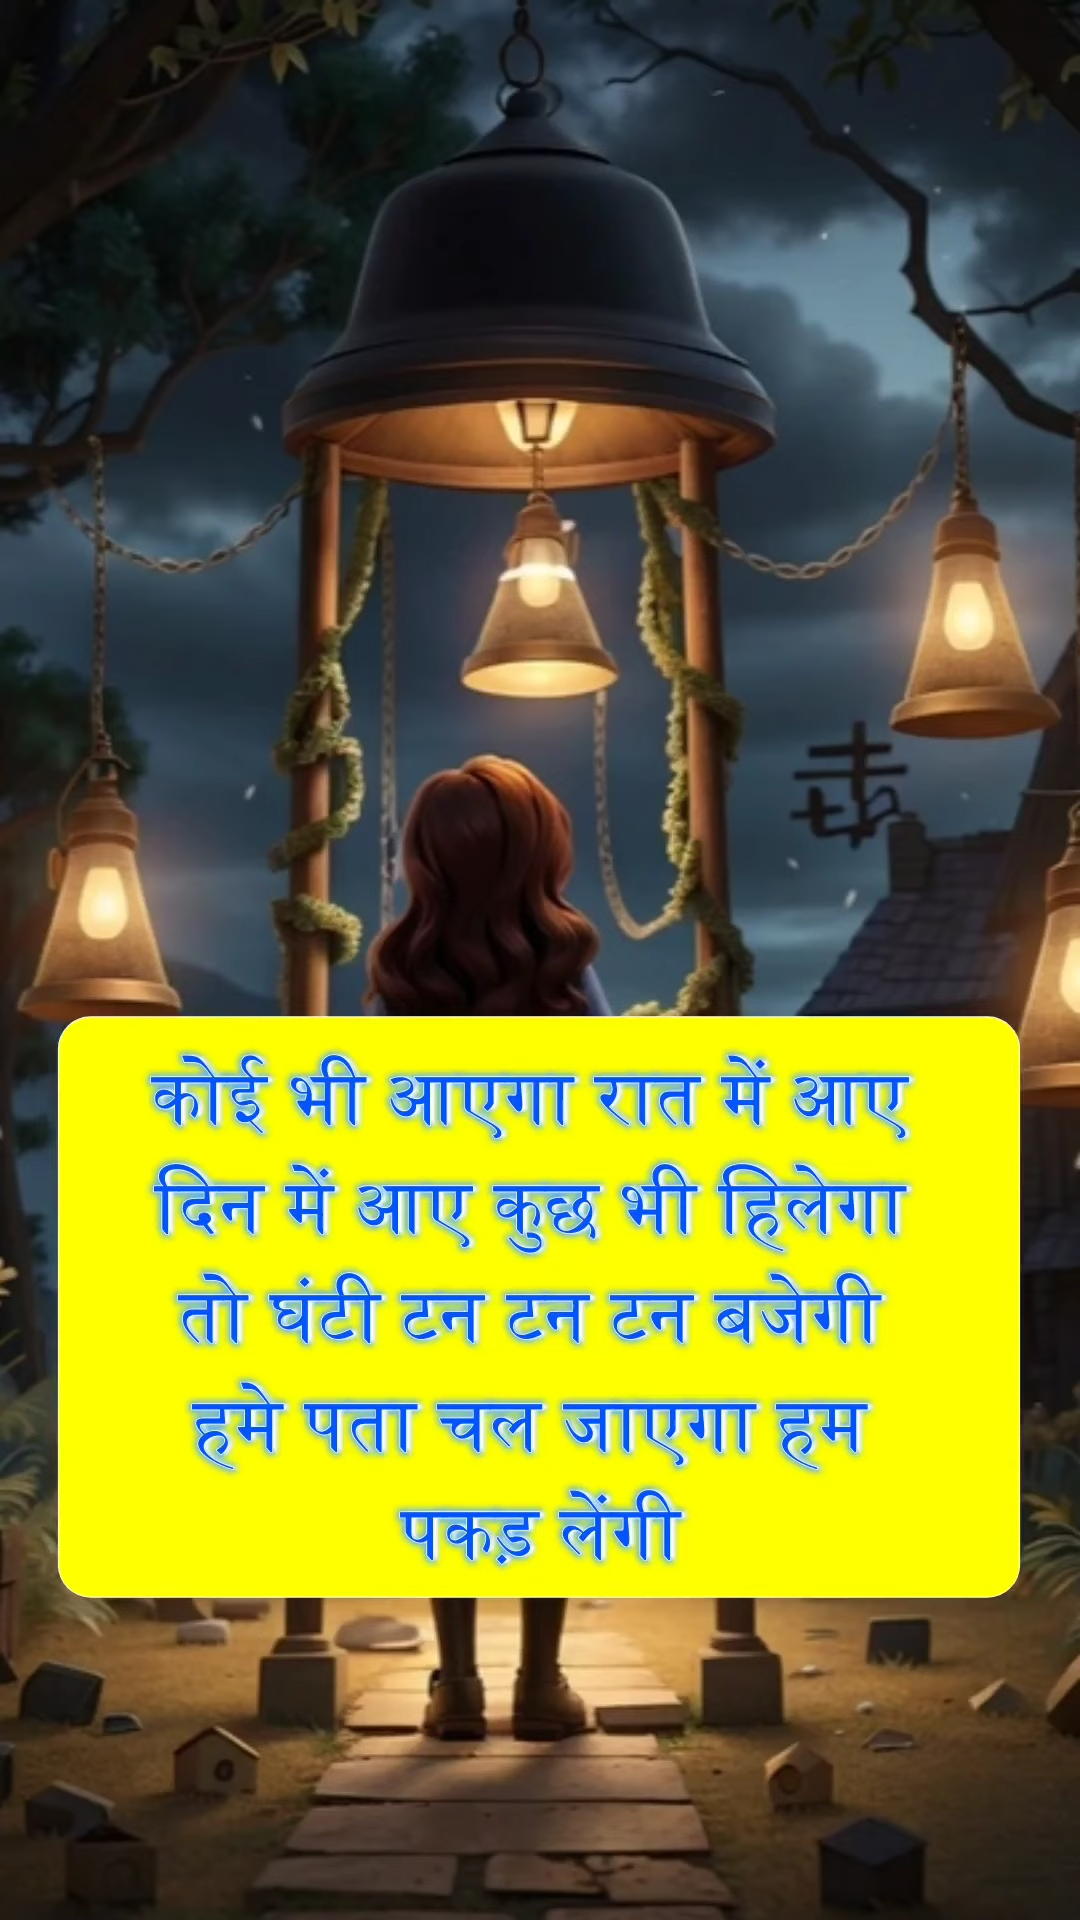 कोई भी आएगा रात में आए
दिन में आए कुछ भी हिलेगा
तो घंटी टन टन टन बजेगी
हमे पता चल जाएगा हम
पकड़ लेंगी